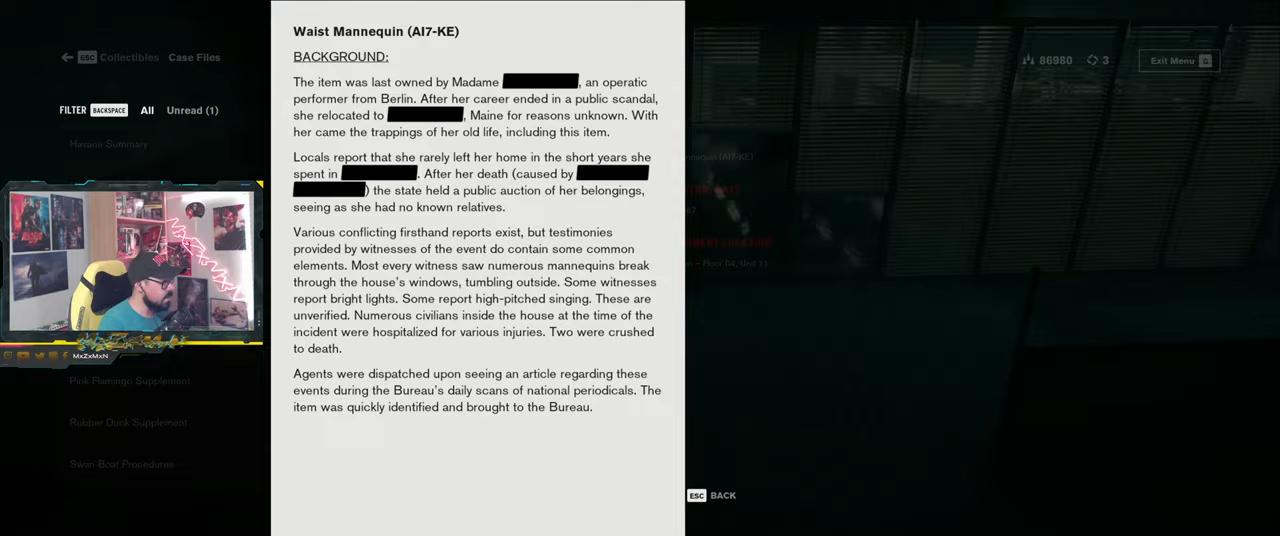 ESC Collectibles Case Files
FILTER BACKSPACE All Unread (1)
Havana Summary
Pink Flamingo Supplement
Rubber Duck Supplement
Swan Boat Procedures
MxZxMxN
Waist Mannequin (AI7-KE)
BACKGROUND:
The item was last owned by Madame , an operatic
performer from Berlin. After her career ended in a public scandal,
she relocated to , Maine for reasons unknown. With
her came the trappings of her old life, including this item.
Locals report that she rarely left her home in the short years she
spent in . After her death (caused by
) the state held a public auction of her belongings,
seeing as she had no known relatives.
Various conflicting firsthand reports exist, but testimonies
provided by witnesses of the event do contain some common
elements. Most every witness saw numerous mannequins break
through the house's windows, tumbling outside. Some witnesses
report bright lights. Some report high-pitched singing. These are
unverified. Numerous civilians inside the house at the time of the
incident were hospitalized for various injuries. Two were crushed
to death.
Agents were dispatched upon seeing an article regarding these
events during the Bureau's daily scans of national periodicals. The
item was quickly identified and brought to the Bureau.
86980 3
Exit Menu
ESC BACK